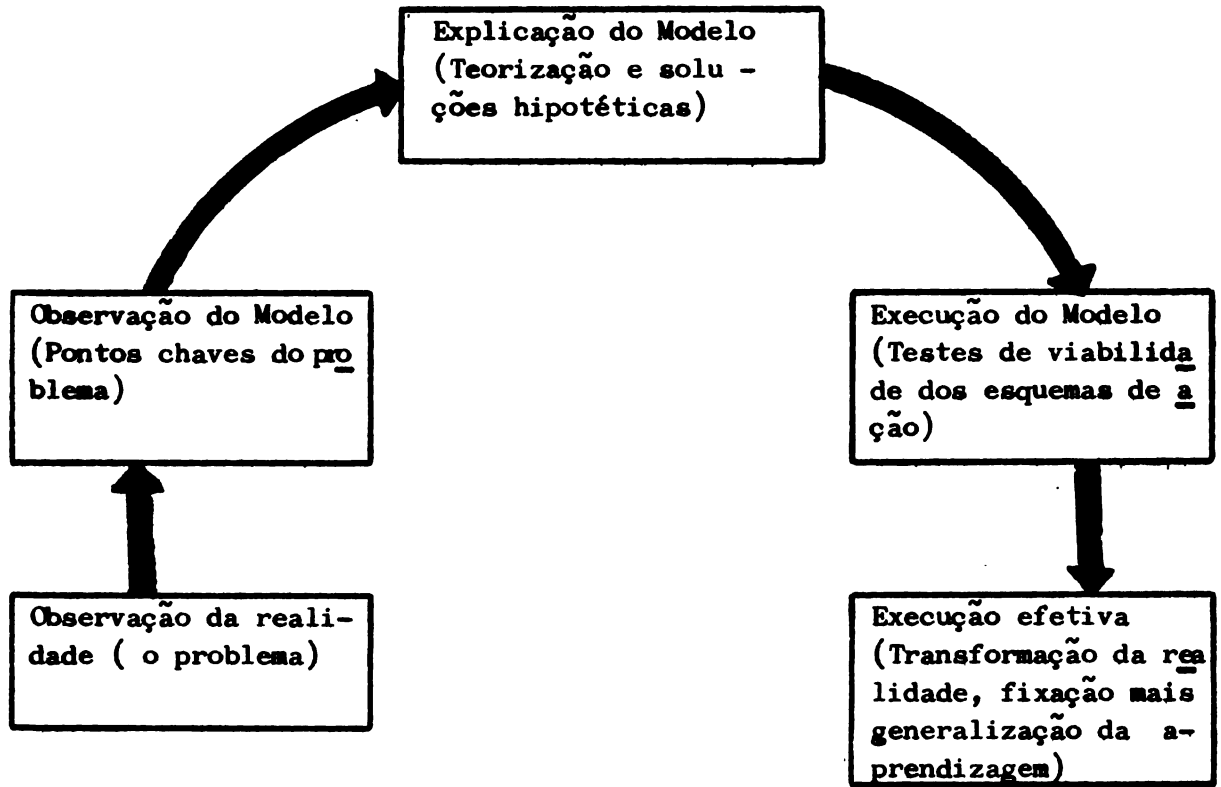 Explicação do Modelo
(Teorização e solu -
ções hipotéticas)
Observação do Modelo
(Pontos chaves do pro
blema)
Execução do Modelo
(Testes de viabilida
de dos esquemas de a
ção)
Observação da reali-
dade ( o problema)
Execução efetiva
(Transformação da rea
lidade, fixação mais
generalização da a-
prendizagem)